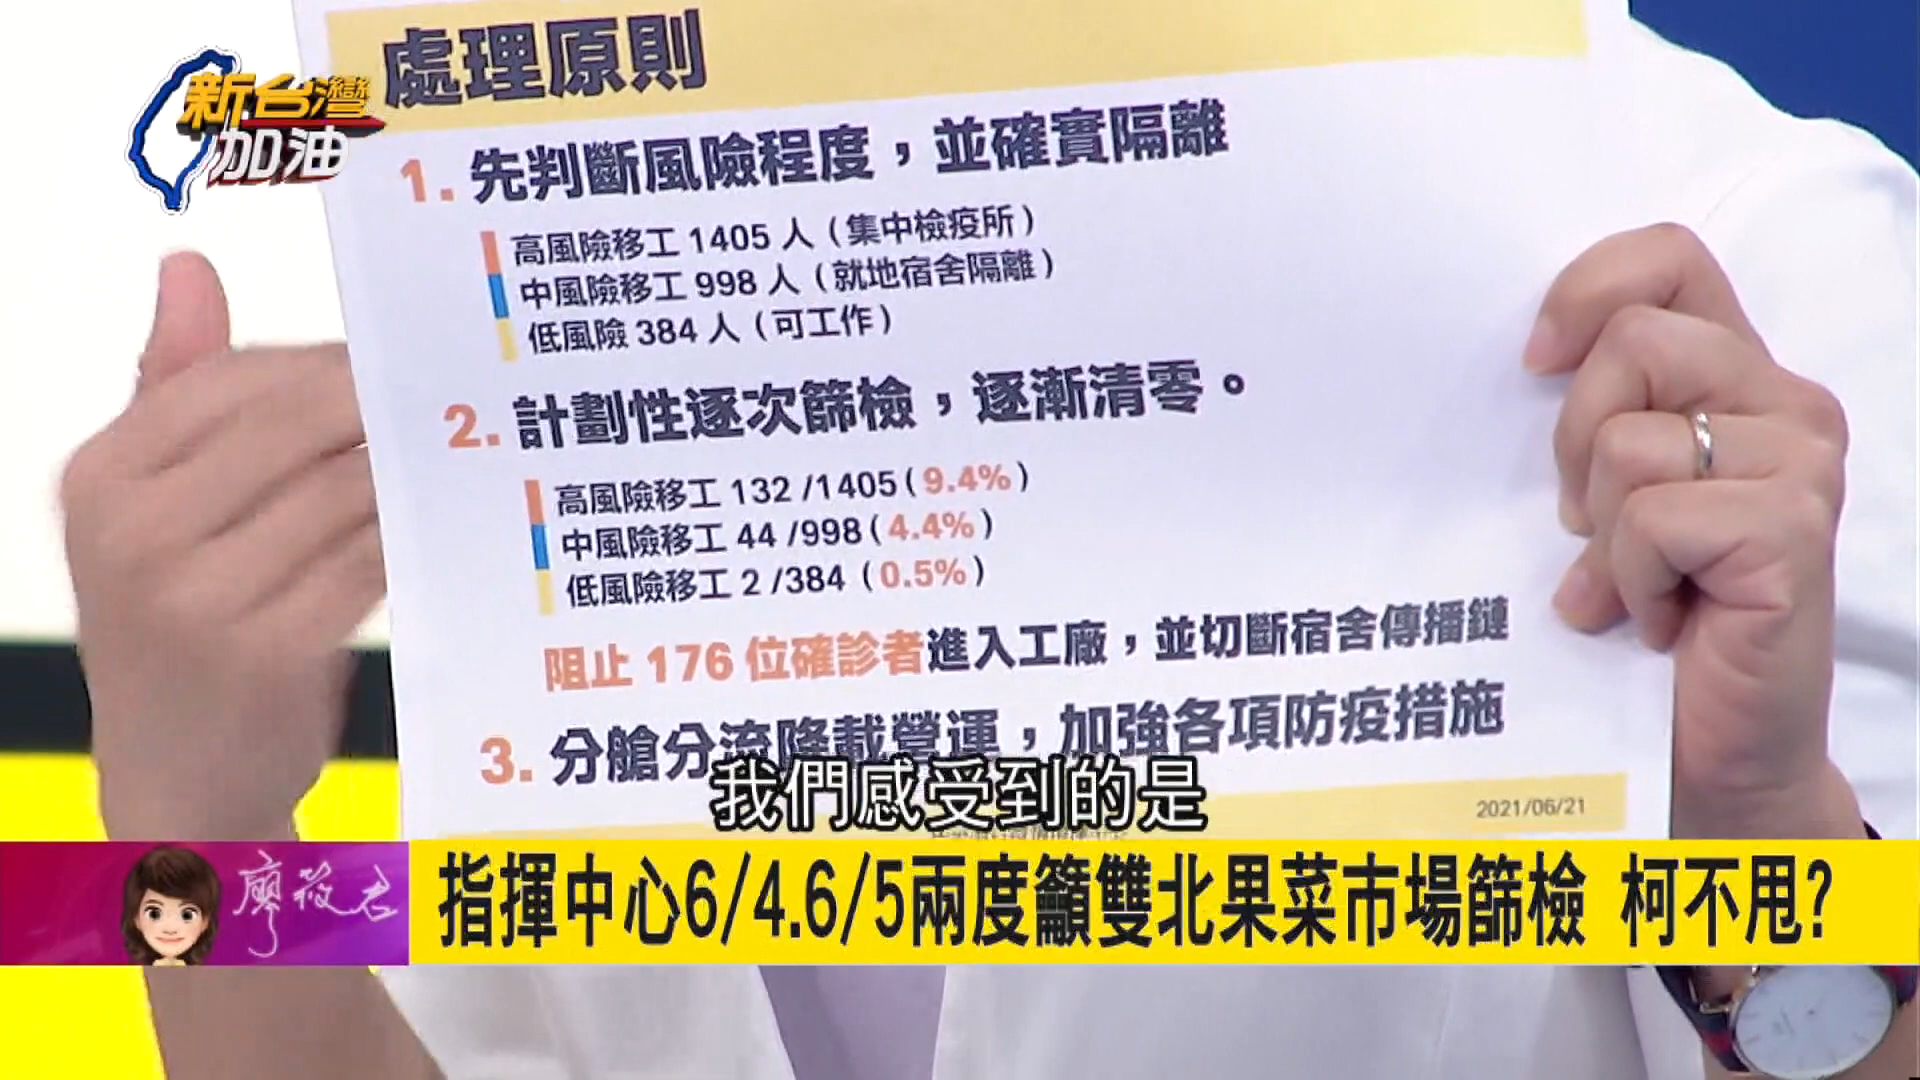 新台灣
加油
處理原則
1. 先判斷風險程度，並確實隔離
高風險移工 1405 人（集中檢疫所）
中風險移工 998 人（就地宿舍隔離）
低風險 384 人（可工作）
2. 計劃性逐次篩檢，逐漸清零。
高風險移工 132 /1405（9.4%）
中風險移工 44 /998（4.4%）
低風險移工 2 /384（0.5%）
阻止 176 位確診者進入工廠，並切斷宿舍傳播鏈
3. 分艙分流降載營運，加強各項防疫措施
我們感受到的是
2021/06/21
廖筱君
指揮中心6/4.6/5兩度籲雙北果菜市場篩檢 柯不甩?